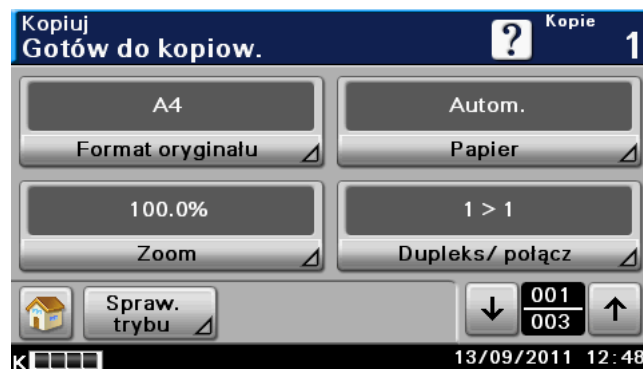 Kopiuj
Gotów do kopiow.
?
Kopie
1
A4
Autom.
Format oryginału
Papier
100.0%
1 > 1
Zoom
Dupleks/ połącz
Spraw.
trybu
↓
001
003
↑
K
13/09/2011 12:48